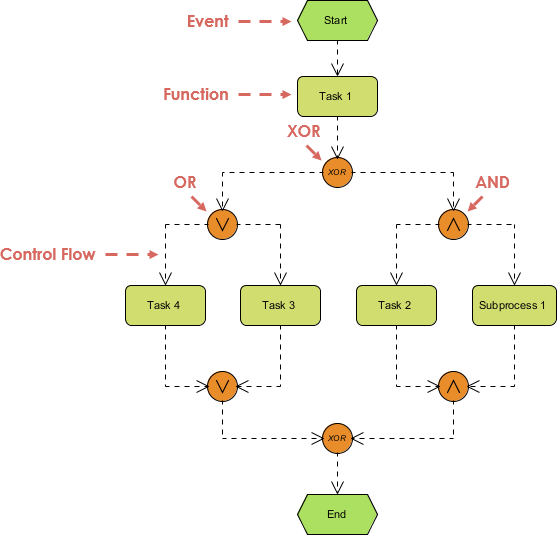 Event
Start
Function
Task 1
XOR
XOR
OR
AND
Control Flow
Task 4
Task 3
Task 2
Subprocess 1
XOR
End